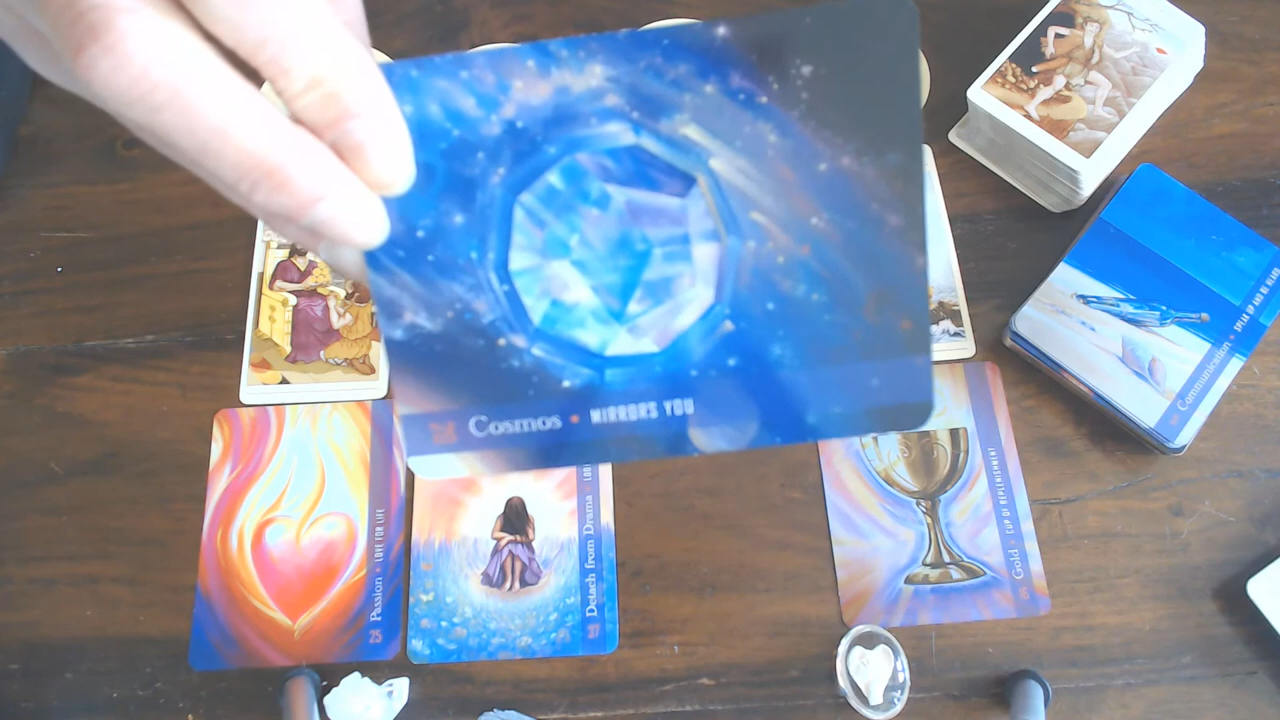 Cosmos • MIRRORS YOU
25 Passion • LOVE FOR LIFE
37 Detach from Drama
Gold • CUP OF REPLENISHMENT
Communication • SPEAK UP AND BE HEARD